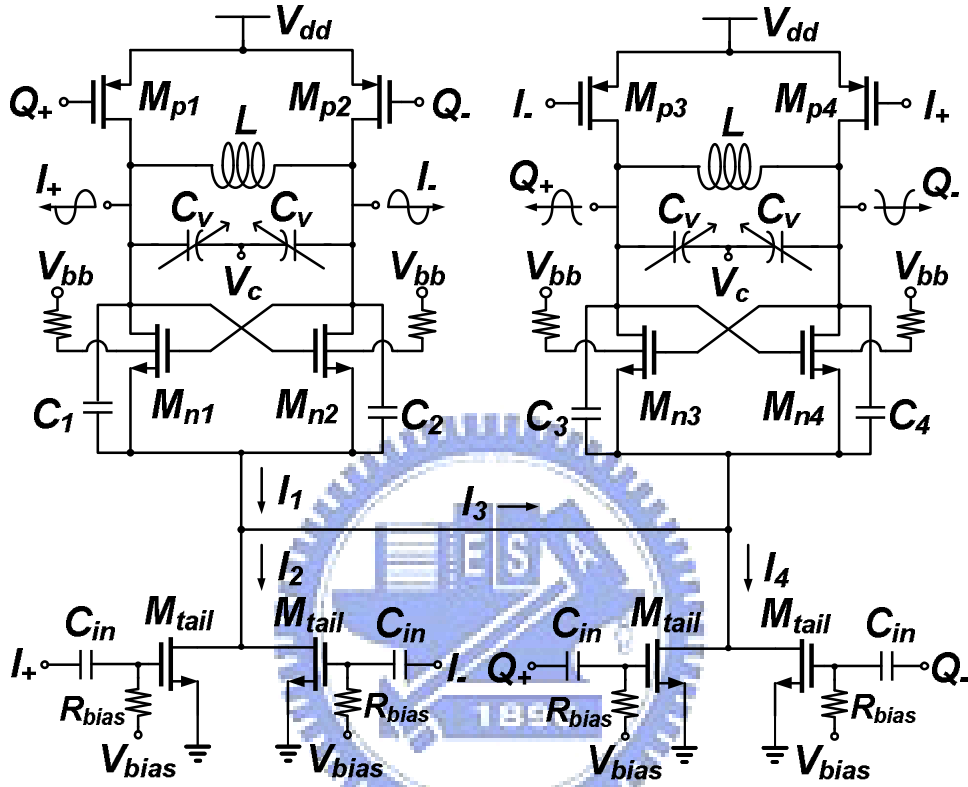 Vdd Vdd
Q+ Mp1 Mp2 Q- I- Mp3 Mp4 I+
L L
I+ I- Q+ Q-
Cv Cv Cv Cv
Vbb Vc Vbb Vbb Vc Vbb
C1 Mn1 Mn2 C2 C3 Mn3 Mn4 C4
I1 I3
E S A
I2 I4
Mtail Mtail Mtail Mtail
Cin Cin Cin Cin
I+ I- Q+ Q-
Rbias Rbias Rbias Rbias
189
Vbias Vbias Vbias Vbias